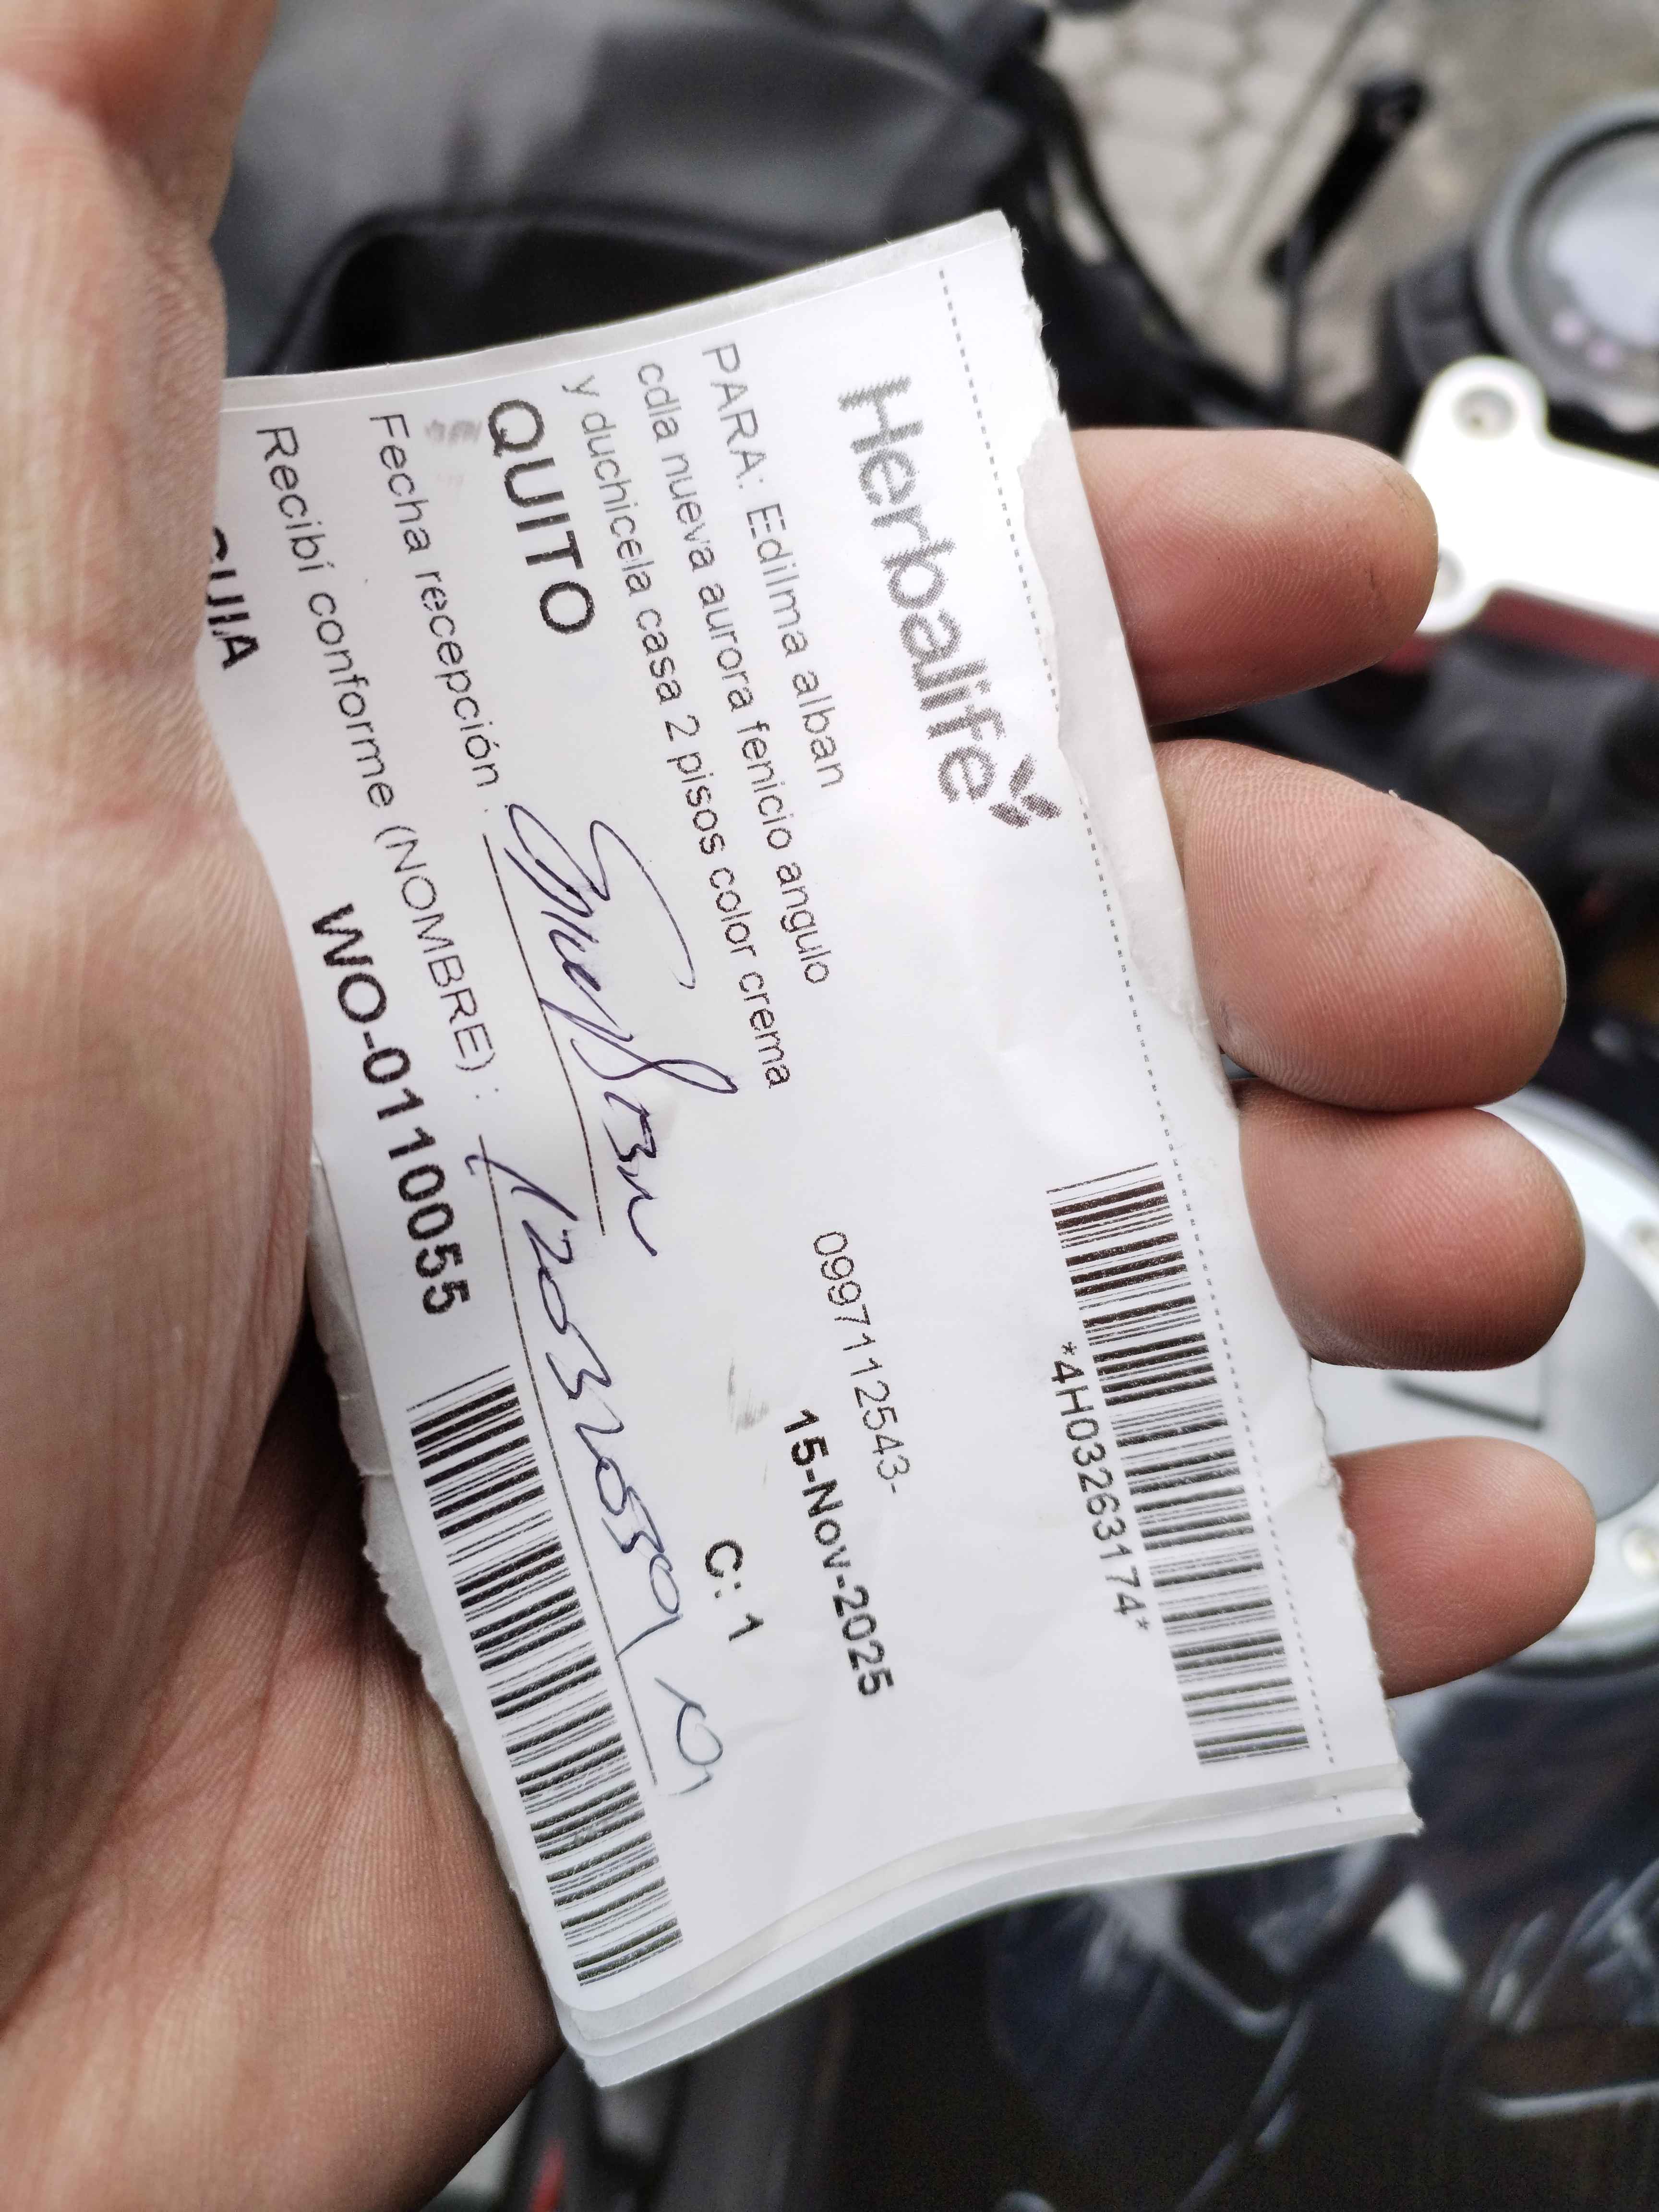 Herbalife
*4H03263174*
PARA: Edilma alban
0997112543-
cdla nueva aurora fenicio angulo
y duchicela casa 2 pisos color crema
15-Nov-2025
QUITO
C: 1
Fecha recepción :
Recibí conforme (NOMBRE) :
GUIA
WO-0110055